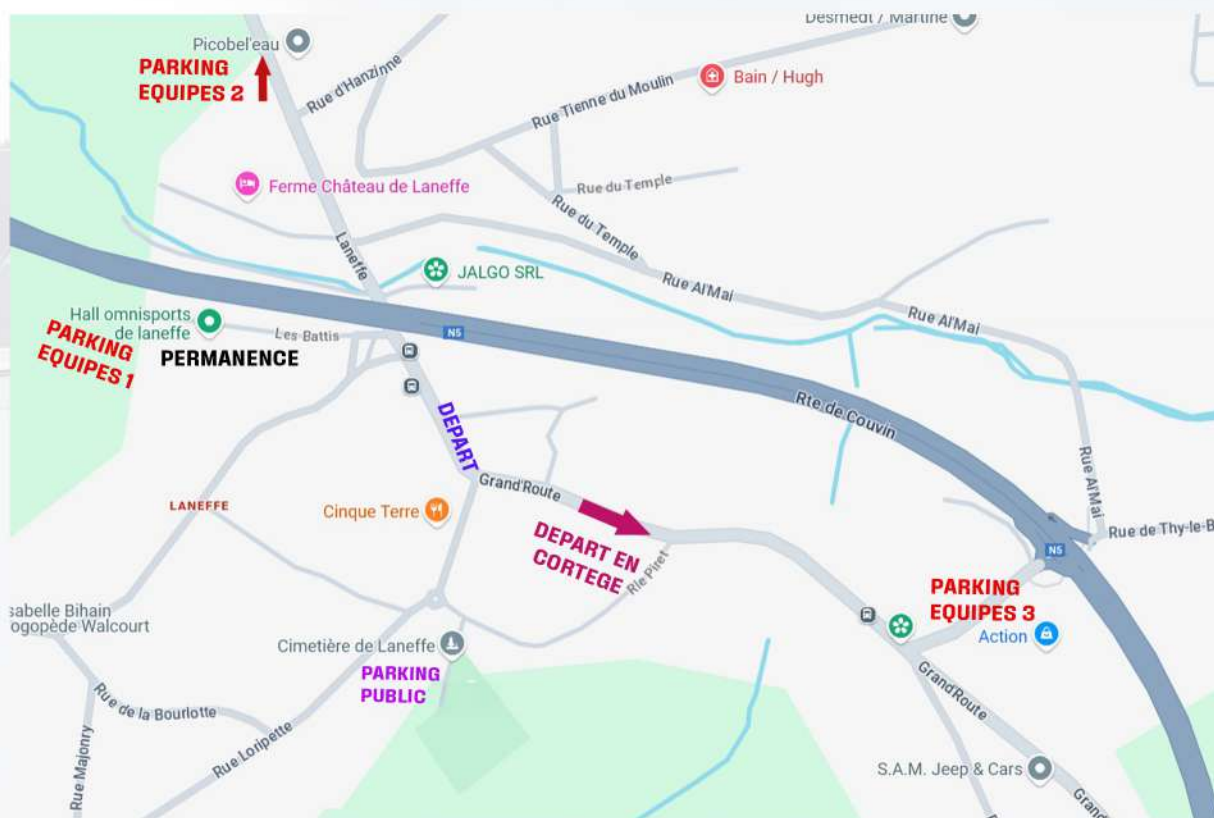 Desmedt / Martine
Picobel'eau
PARKING
EQUIPES 2
Rue d'Hanzinne
Bain / Hugh
Rue Tienne du Moulin
Ferme Château de Laneffe
Rue du Temple
Rue du Temple
Laneffe
JALGO SRL
Rue Al'Mai
Rue Al'Mai
Hall omnisports
de laneffe
Les Battis
N5
PARKING
EQUIPES 1
PERMANENCE
Rte de Couvin
DEPART
Rue Al'Mai
Grand'Route
LANEFFE
Cinque Terre
DEPART EN
CORTEGE
Rle Piret
N5
Rue de Thy-le-B
PARKING
EQUIPES 3
Action
sabelle Bihain
ogopède Walcourt
Cimetière de Laneffe
PARKING
PUBLIC
Grand'Route
Rue de la Bourlotte
Rue Majonry
Rue Loripette
S.A.M. Jeep & Cars
Grand